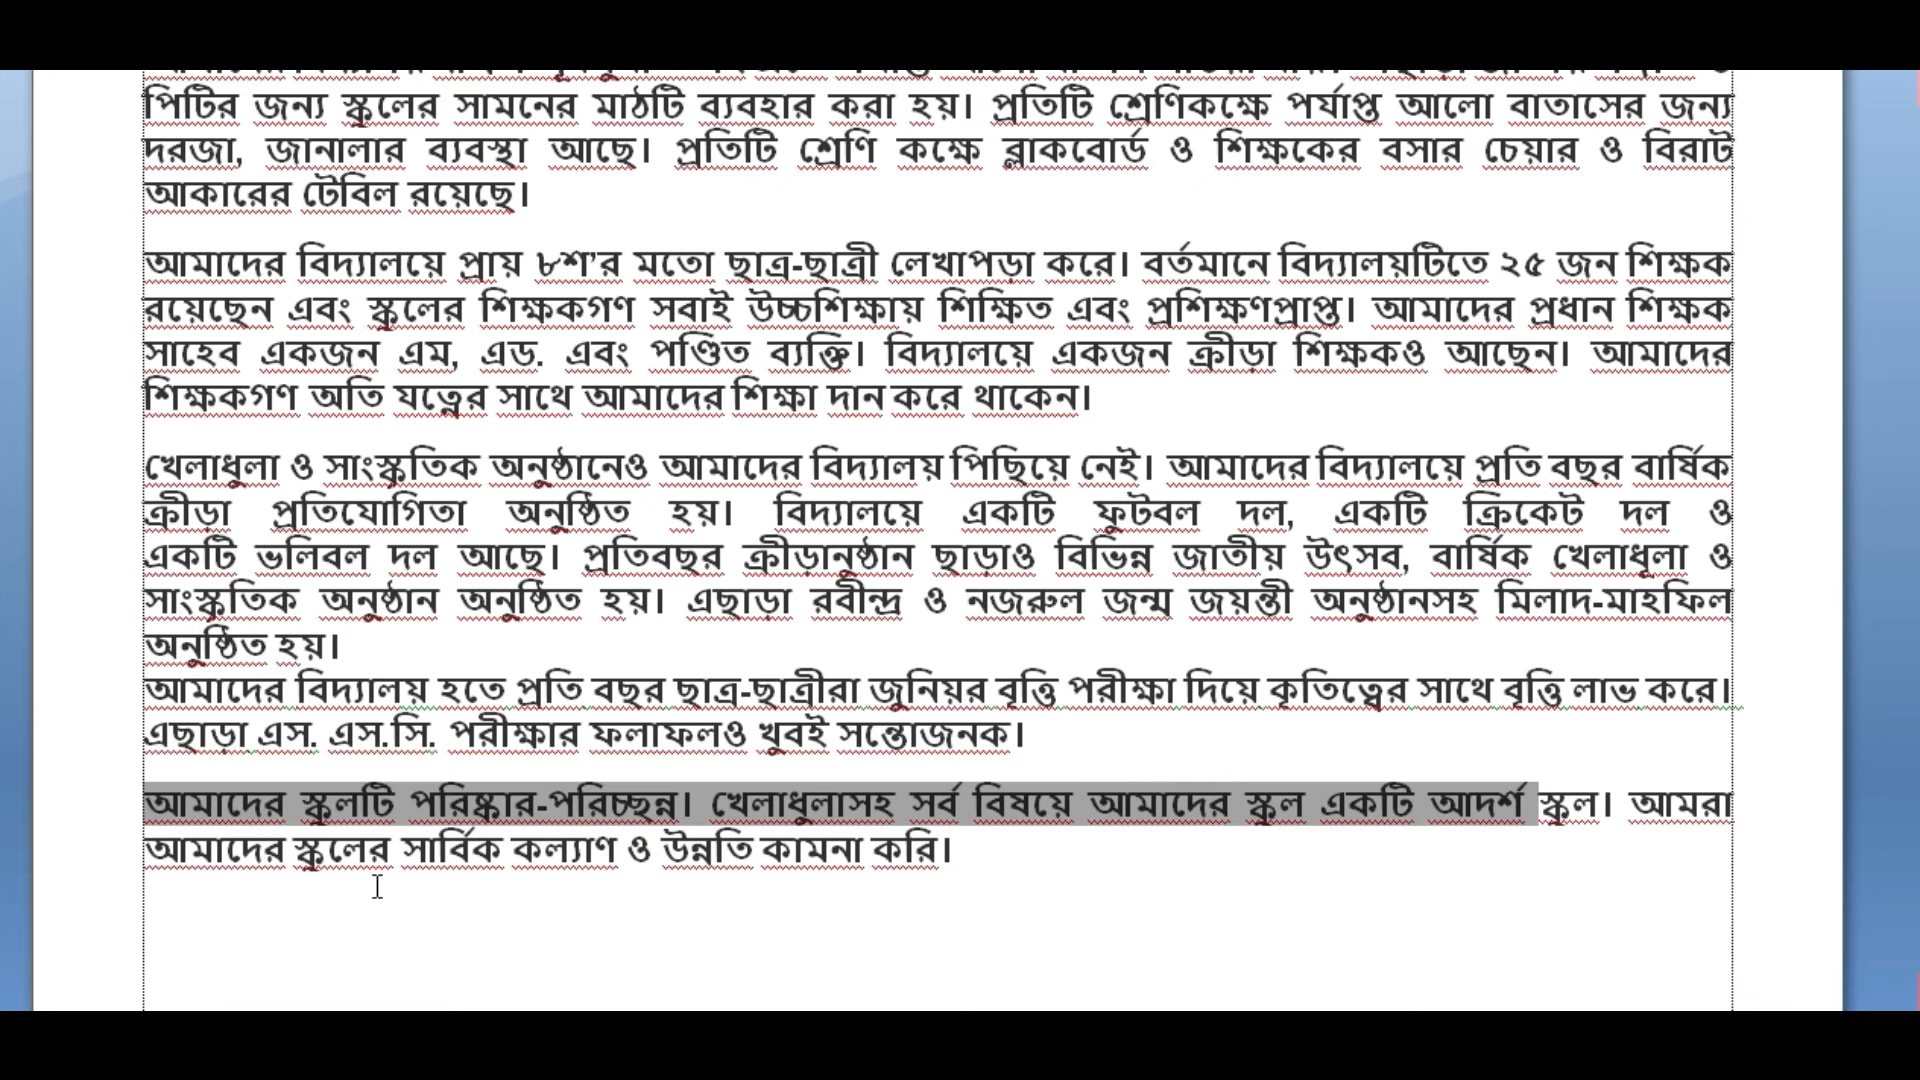 পিটির জন্য স্কুলের সামনের মাঠটি ব্যবহার করা হয়। প্রতিটি শ্রেণিকক্ষে পর্যাপ্ত আলো বাতাসের জন্য
দরজা, জানালার ব্যবস্থা আছে। প্রতিটি শ্রেণি কক্ষে ব্লাকবোর্ড ও শিক্ষকের বসার চেয়ার ও বিরাট
আকারের টেবিল রয়েছে।
আমাদের বিদ্যালয়ে প্রায় ৮শ’র মতো ছাত্র-ছাত্রী লেখাপড়া করে। বর্তমানে বিদ্যালয়টিতে ২৫ জন শিক্ষক
রয়েছেন এবং স্কুলের শিক্ষকগণ সবাই উচ্চশিক্ষায় শিক্ষিত এবং প্রশিক্ষণপ্রাপ্ত। আমাদের প্রধান শিক্ষক
সাহেব একজন এম, এড. এবং পণ্ডিত ব্যক্তি। বিদ্যালয়ে একজন ক্রীড়া শিক্ষকও আছেন। আমাদের
শিক্ষকগণ অতি যত্নের সাথে আমাদের শিক্ষা দান করে থাকেন।
খেলাধুলা ও সাংস্কৃতিক অনুষ্ঠানেও আমাদের বিদ্যালয় পিছিয়ে নেই। আমাদের বিদ্যালয়ে প্রতি বছর বার্ষিক
ক্রীড়া প্রতিযোগিতা অনুষ্ঠিত হয়। বিদ্যালয়ে একটি ফুটবল দল, একটি ক্রিকেট দল ও
একটি ভলিবল দল আছে। প্রতিবছর ক্রীড়ানুষ্ঠান ছাড়াও বিভিন্ন জাতীয় উৎসব, বার্ষিক খেলাধূলা ও
সাংস্কৃতিক অনুষ্ঠান অনুষ্ঠিত হয়। এছাড়া রবীন্দ্র ও নজরুল জন্ম জয়ন্তী অনুষ্ঠানসহ মিলাদ-মাহফিল
অনুষ্ঠিত হয়।
আমাদের বিদ্যালয় হতে প্রতি বছর ছাত্র-ছাত্রীরা জুনিয়র বৃত্তি পরীক্ষা দিয়ে কৃতিত্বের সাথে বৃত্তি লাভ করে।
এছাড়া এস. এস.সি. পরীক্ষার ফলাফলও খুবই সন্তোজনক।
আমাদের স্কুলটি পরিষ্কার-পরিচ্ছন্ন। খেলাধুলাসহ সর্ব বিষয়ে আমাদের স্কুল একটি আদর্শ স্কুল। আমরা
আমাদের স্কুলের সার্বিক কল্যাণ ও উন্নতি কামনা করি।